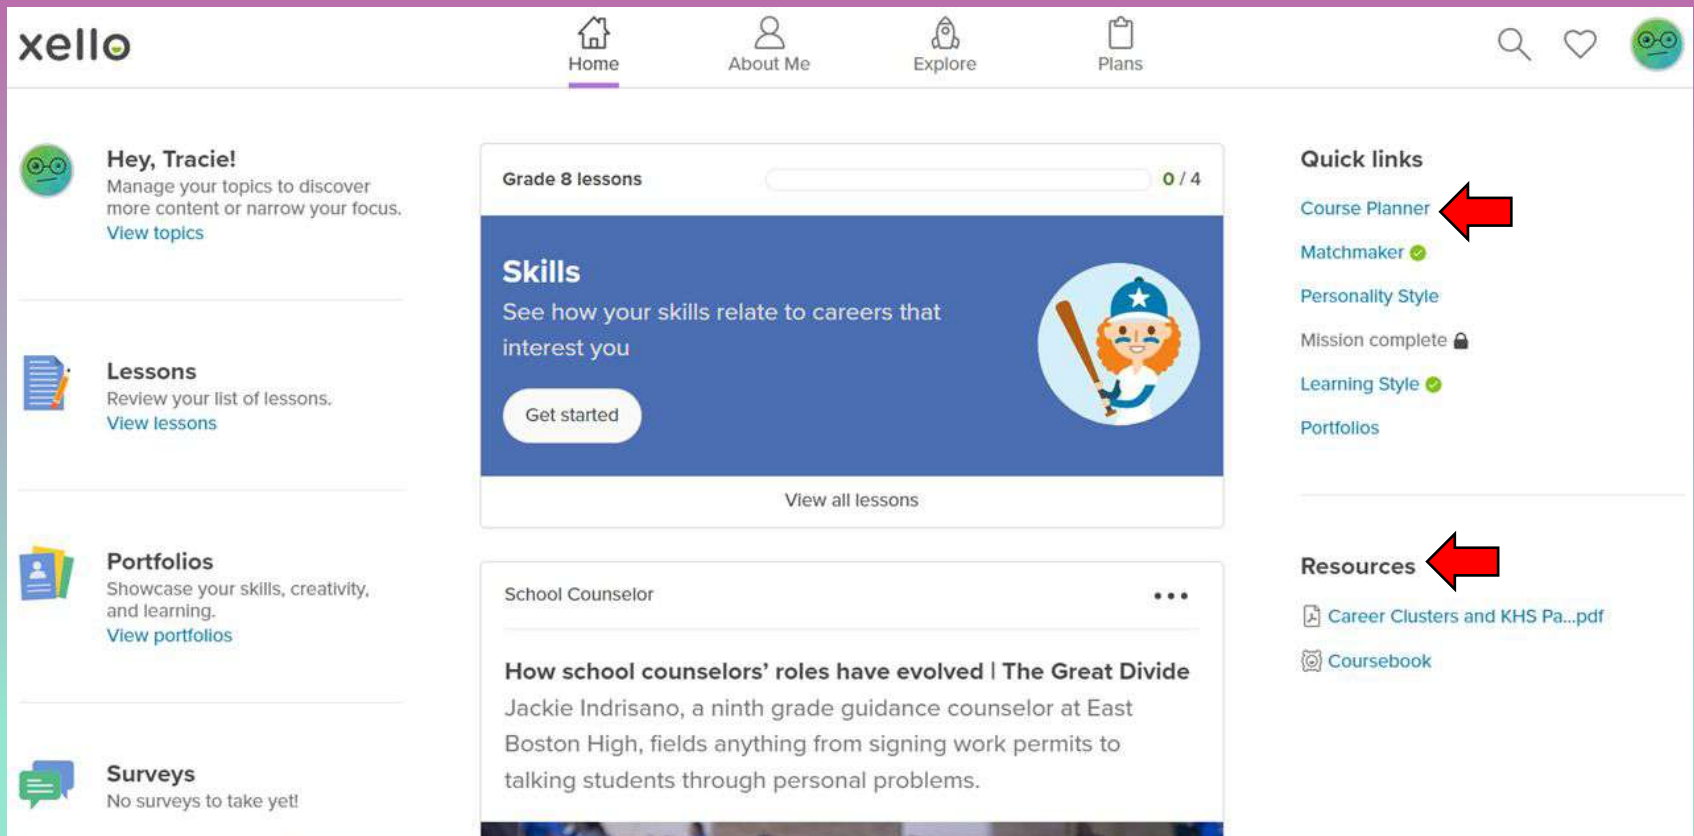 xello
Home
About Me
Explore
Plans
Hey, Tracie!
Manage your topics to discover
more content or narrow your focus.
View topics
Lessons
Review your list of lessons.
View lessons
Portfolios
Showcase your skills, creativity,
and learning.
View portfolios
Surveys
No surveys to take yet!
Grade 8 lessons
0 / 4
Skills
See how your skills relate to careers that
interest you
Get started
View all lessons
School Counselor
How school counselors’ roles have evolved | The Great Divide
Jackie Indrisano, a ninth grade guidance counselor at East
Boston High, fields anything from signing work permits to
talking students through personal problems.
Quick links
Course Planner
Matchmaker
Personality Style
Mission complete
Learning Style
Portfolios
Resources
Career Clusters and KHS Pa...pdf
Coursebook